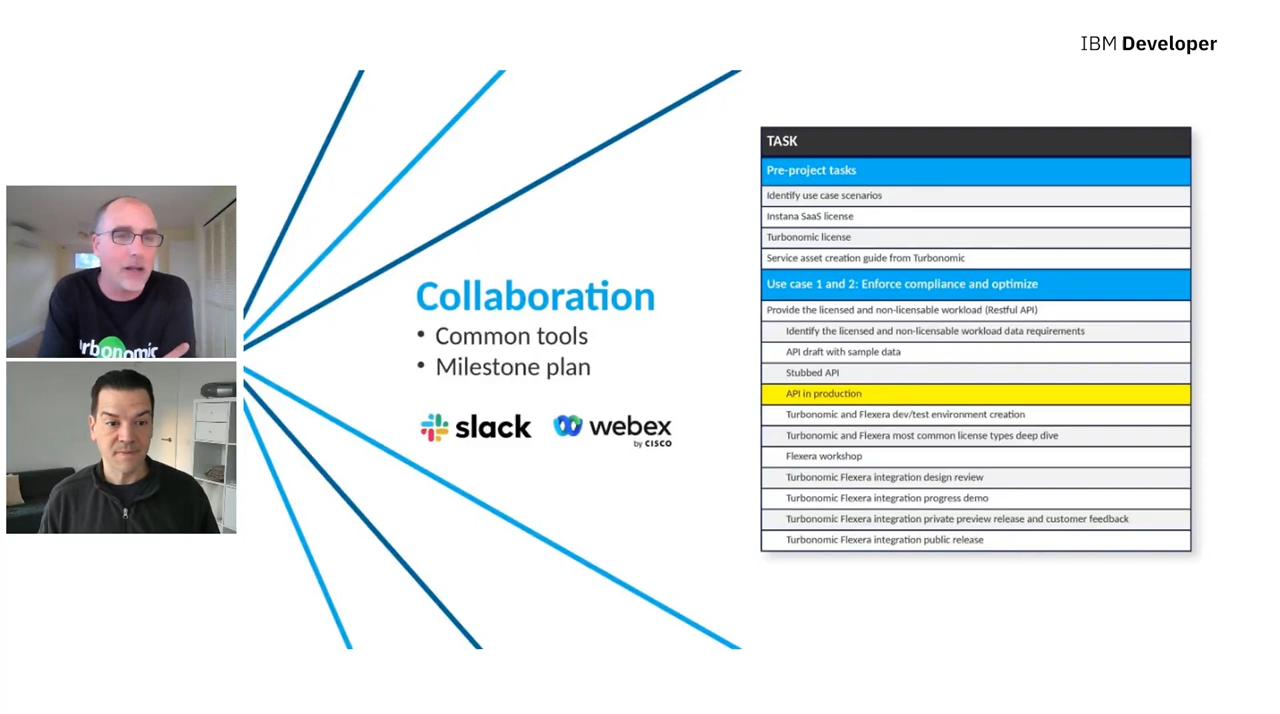 IBM Developer
Collaboration
• Common tools
• Milestone plan
slack
webex
by CISCO
TASK
Pre-project tasks
Identify use case scenarios
Instana SaaS license
Turbonomic license
Service asset creation guide from Turbonomic
Use case 1 and 2: Enforce compliance and optimize
Provide the licensed and non-licensable workload (Restful API)
Identify the licensed and non-licensable workload data requirements
API draft with sample data
Stubbed API
API in production
Turbonomic and Flexera dev/test environment creation
Turbonomic and Flexera most common license types deep dive
Flexera workshop
Turbonomic Flexera integration design review
Turbonomic Flexera integration progress demo
Turbonomic Flexera integration private preview release and customer feedback
Turbonomic Flexera integration public release